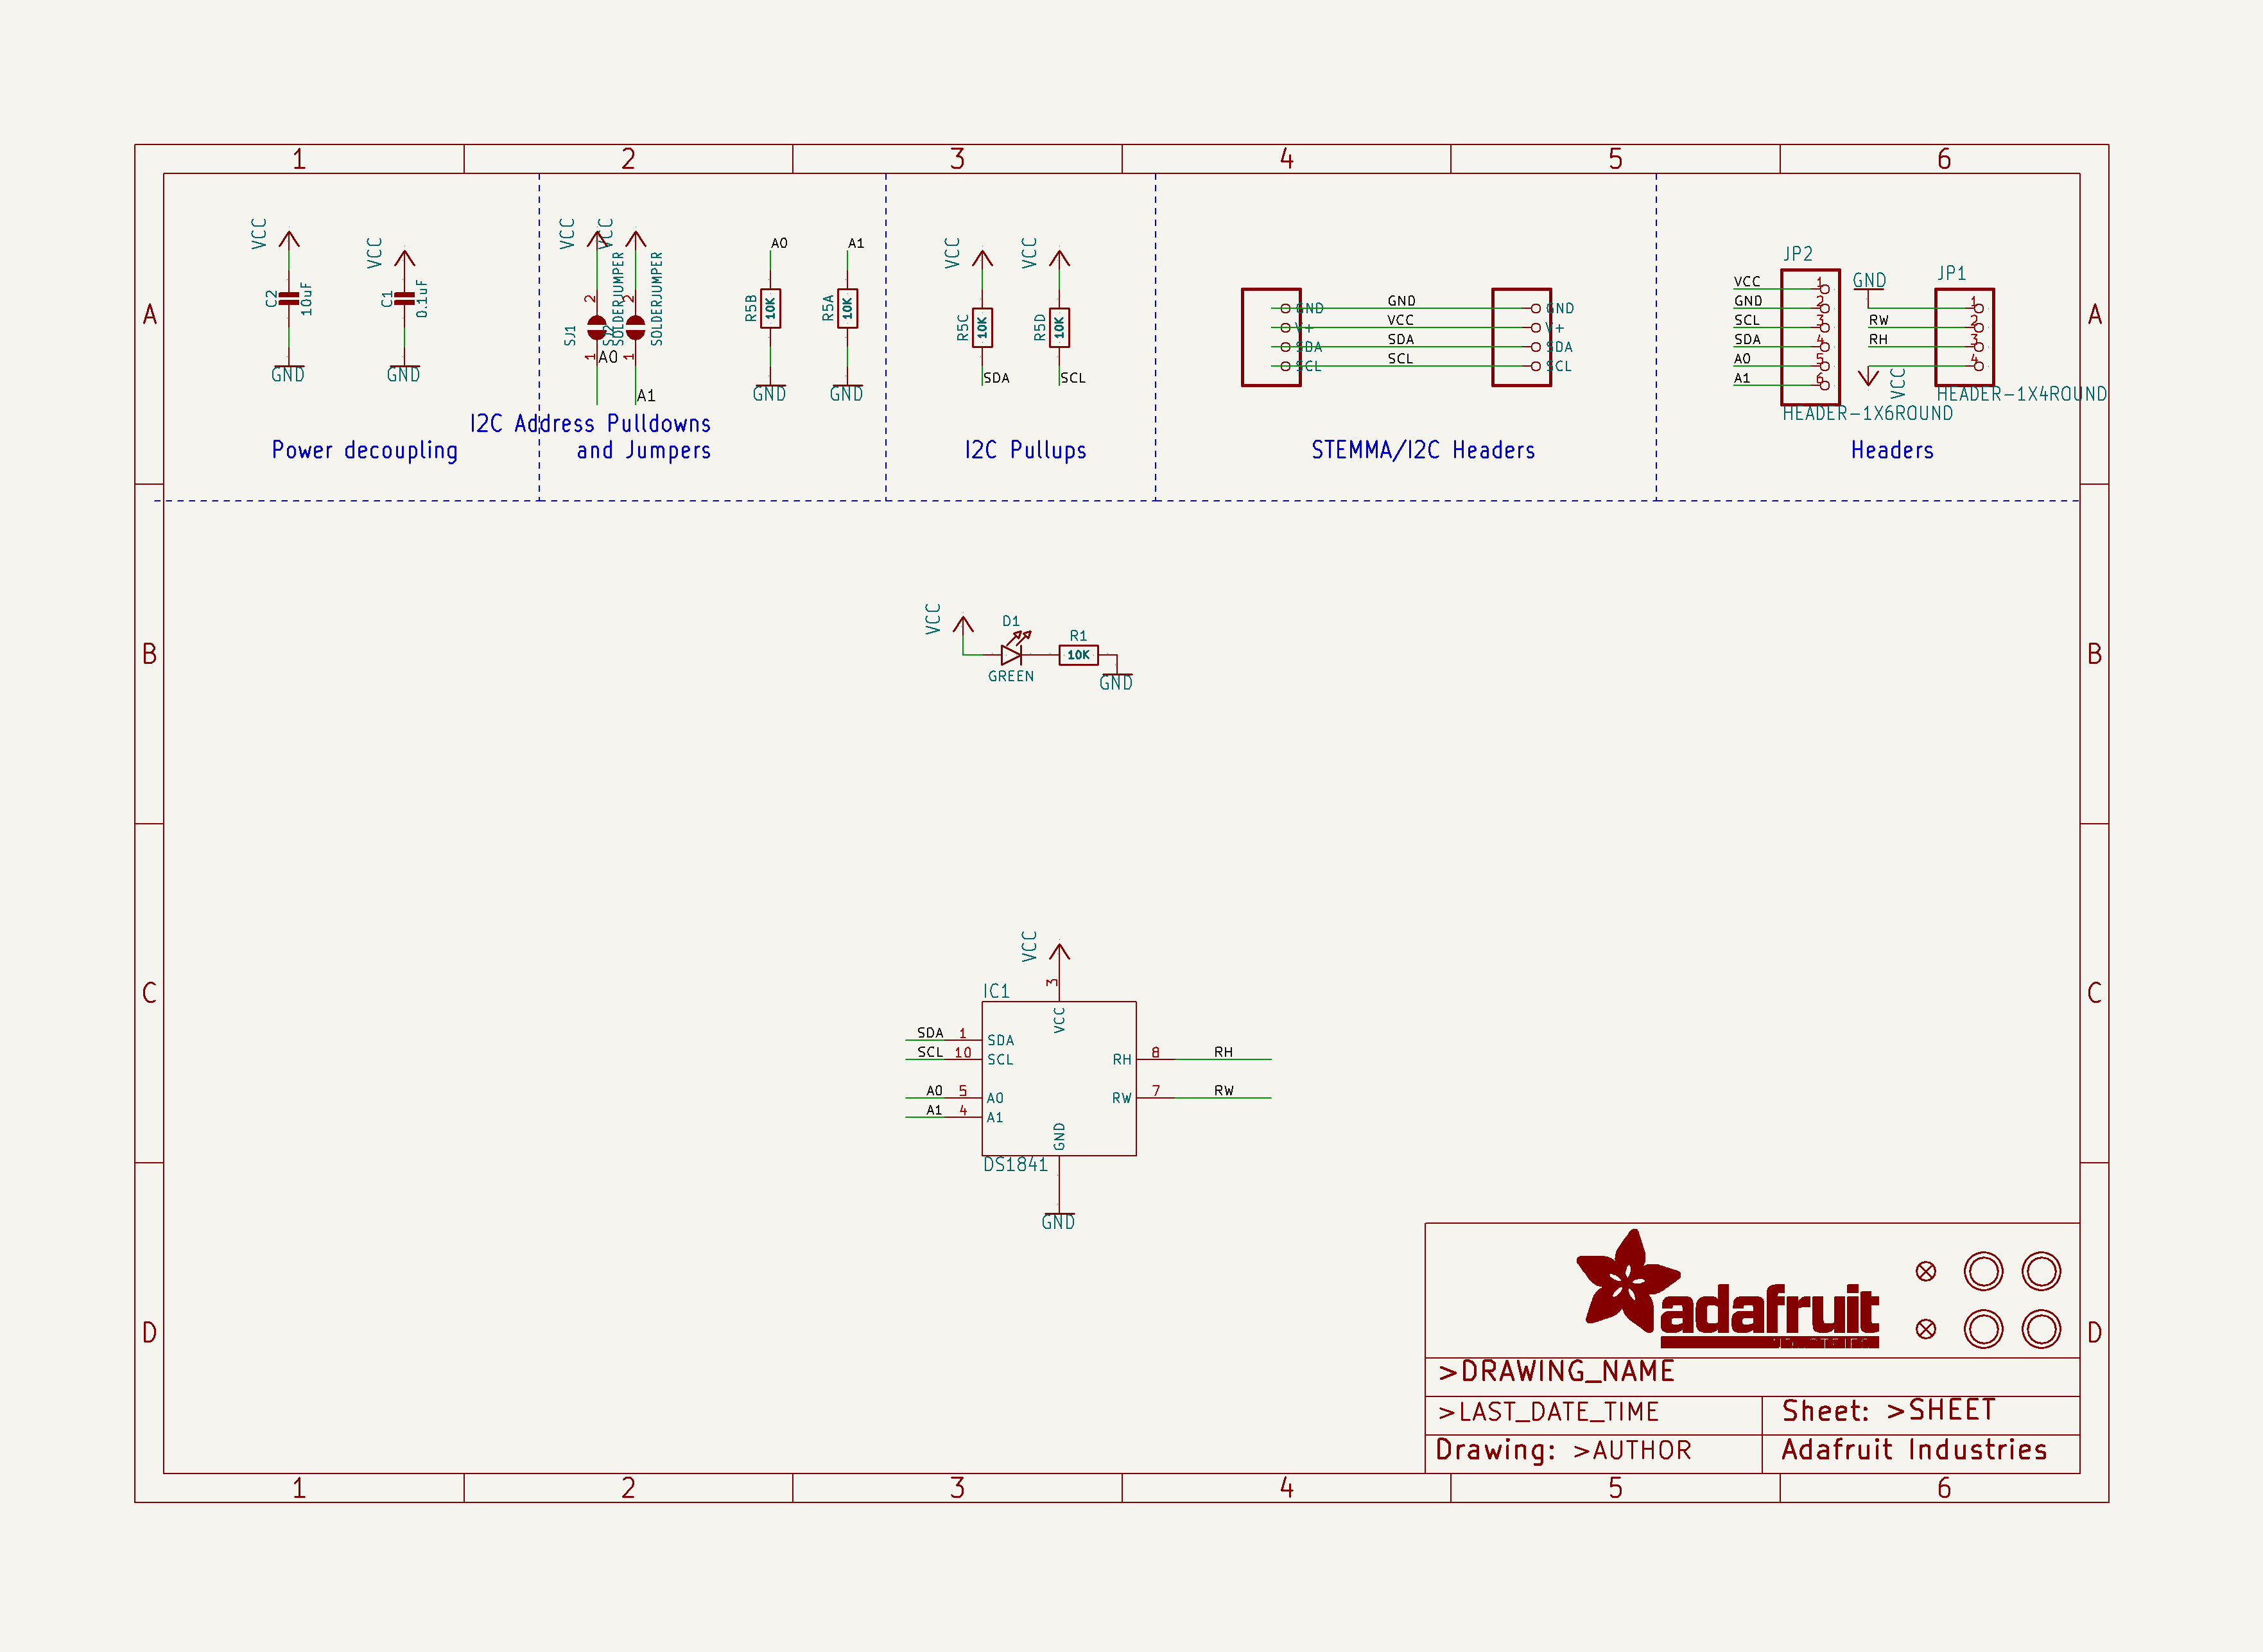 1 2 3 4 5 6
A A
B B
C C
D D
1 2 3 4 5 6
VCC
C2
10uF
GND
VCC
C1
0.1uF
GND
Power decoupling
VCC
SJ1
2
1
SOLDERJUMPER
A0
VCC
2
1
SOLDERJUMPER
A1
A0
R5B
10K
GND
A1
R5A
10K
GND
I2C Address Pulldowns
and Jumpers
VCC
R5C
10K
SDA
VCC
R5D
10K
SCL
I2C Pullups
GND GND GND
V+ VCC V+
SDA SDA SDA
SCL SCL SCL
STEMMA/I2C Headers
JP2
VCC 1
GND 2
SCL 3
SDA 4
A0 5
A1 6
HEADER-1X6ROUND
JP1
GND 1
RW 2
RH 3
VCC 4
HEADER-1X4ROUND
Headers
VCC
D1
GREEN
R1
10K
GND
VCC
3
IC1
VCC
SDA 1 SDA
SCL 10 SCL
A0 5 A0
A1 4 A1
RH 8 RH
RW 7 RW
GND
DS1841
GND
adafruit
>DRAWING_NAME
>LAST_DATE_TIME
Sheet: >SHEET
Drawing: >AUTHOR
Adafruit Industries